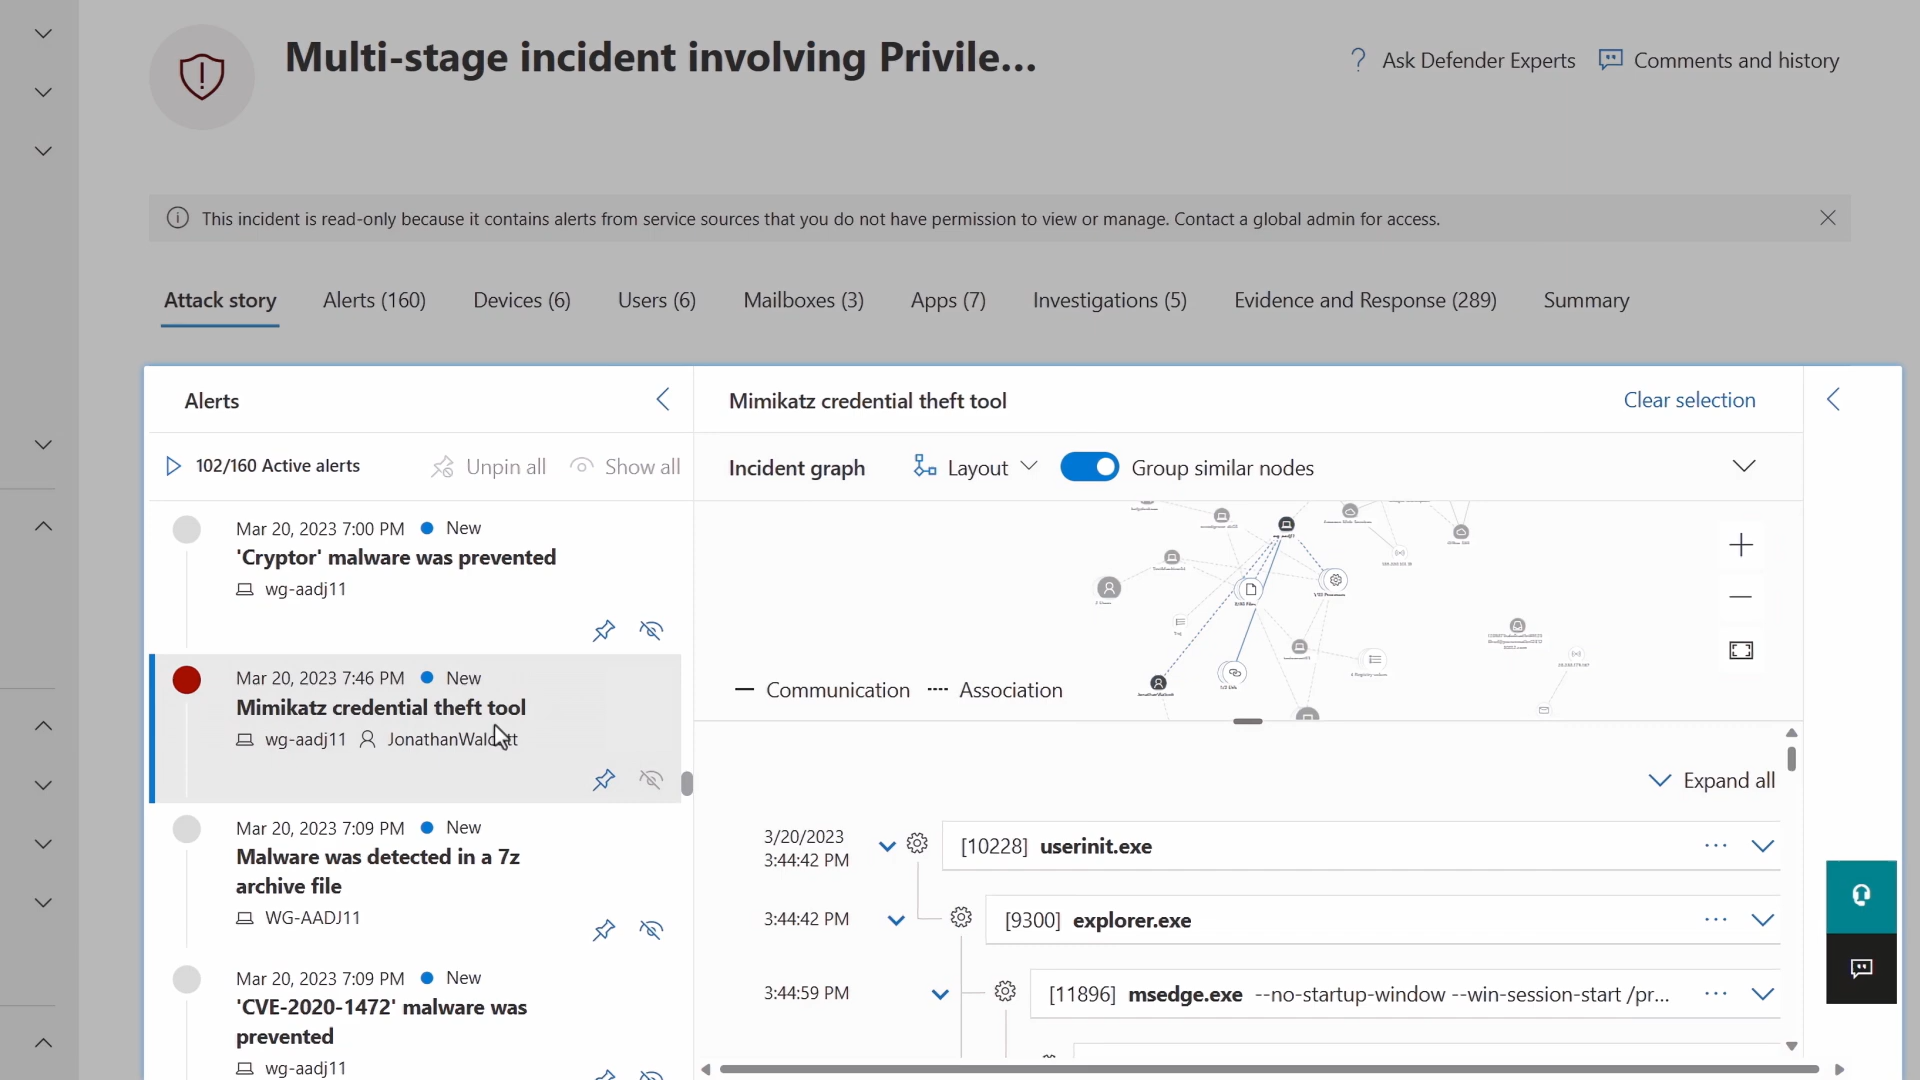 Multi-stage incident involving Privile...
Ask Defender Experts
Comments and history
This incident is read-only because it contains alerts from service sources that you do not have permission to view or manage. Contact a global admin for access.
Attack story
Alerts (160)
Devices (6)
Users (6)
Mailboxes (3)
Apps (7)
Investigations (5)
Evidence and Response (289)
Summary
Alerts
102/160 Active alerts
Unpin all
Show all
Mar 20, 2023 7:00 PM New
'Cryptor' malware was prevented
wg-aadj11
Mar 20, 2023 7:46 PM New
Mimikatz credential theft tool
wg-aadj11
Mar 20, 2023 7:09 PM New
Malware was detected in a 7z
archive file
WG-AADJ11
Mar 20, 2023 7:09 PM New
'CVE-2020-1472' malware was
prevented
wg-aadj11
Mimikatz credential theft tool
Clear selection
Incident graph
Layout
Group similar nodes
Communication
Association
Expand all
3/20/2023
3:44:42 PM
[10228] userinit.exe
3:44:42 PM
[9300] explorer.exe
3:44:59 PM
[11896] msedge.exe --no-startup-window --win-session-start /pr...